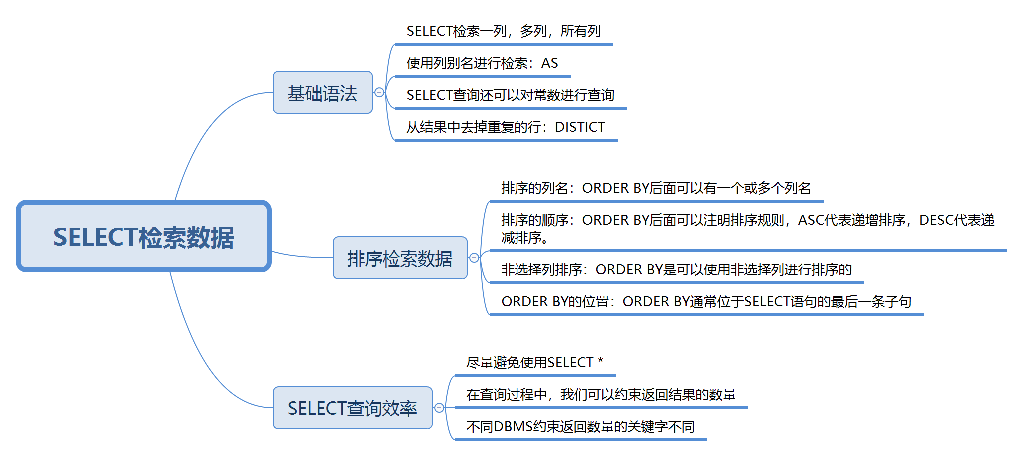 SELECT检索数据
基础语法
SELECT检索一列，多列，所有列
使用列别名进行检索：AS
SELECT查询还可以对常数进行查询
从结果中去掉重复的行：DISTICT
排序检索数据
排序的列名：ORDER BY后面可以有一个或多个列名
排序的顺序：ORDER BY后面可以注明排序规则，ASC代表递增排序，DESC代表递
减排序。
非选择列排序：ORDER BY是可以使用非选择列进行排序的
ORDER BY的位置：ORDER BY通常位于SELECT语句的最后一条子句
SELECT查询效率
尽量避免使用SELECT *
在查询过程中，我们可以约束返回结果的数量
不同DBMS约束返回数量的关键字不同